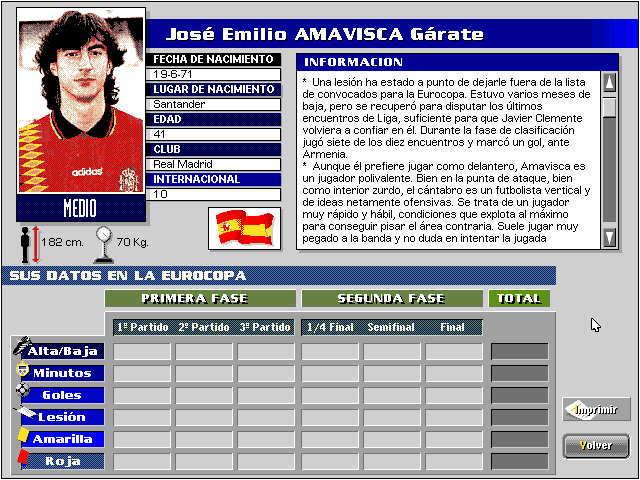 José Emilio AMAVISCA Gárate
FECHA DE NACIMIENTO
19-6-71
LUGAR DE NACIMIENTO
Santander
EDAD
41
CLUB
Real Madrid
INTERNACIONAL
10
adidas
MEDIO
182 cm.
70 Kg.
INFORMACION
* Una lesión ha estado a punto de dejarle fuera de la lista
de convocados para la Eurocopa. Estuvo varios meses de
baja, pero se recuperó para disputar los últimos
encuentros de Liga, suficiente para que Javier Clemente
volviera a confiar en él. Durante la fase de clasificación
jugó siete de los diez encuentros y marcó un gol, ante
Armenia.
* Aunque él prefiere jugar como delantero, Amavisca es
un jugador polivalente. Bien en la punta de ataque, bien
como interior zurdo, el cántabro es un futbolista vertical y
de ideas netamente ofensivas. Se trata de un jugador
muy rápido y hábil, condiciones que explota al máximo
para conseguir pisar el área contraria. Suele jugar muy
pegado a la banda y no duda en intentar la jugada
SUS DATOS EN LA EUROCOPA
PRIMERA FASE SEGUNDA FASE TOTAL
1º Partido 2º Partido 3º Partido 1/4 Final Semifinal Final
Alta/Baja
Minutos
Goles
Lesión
Amarilla
Roja
Imprimir
Volver